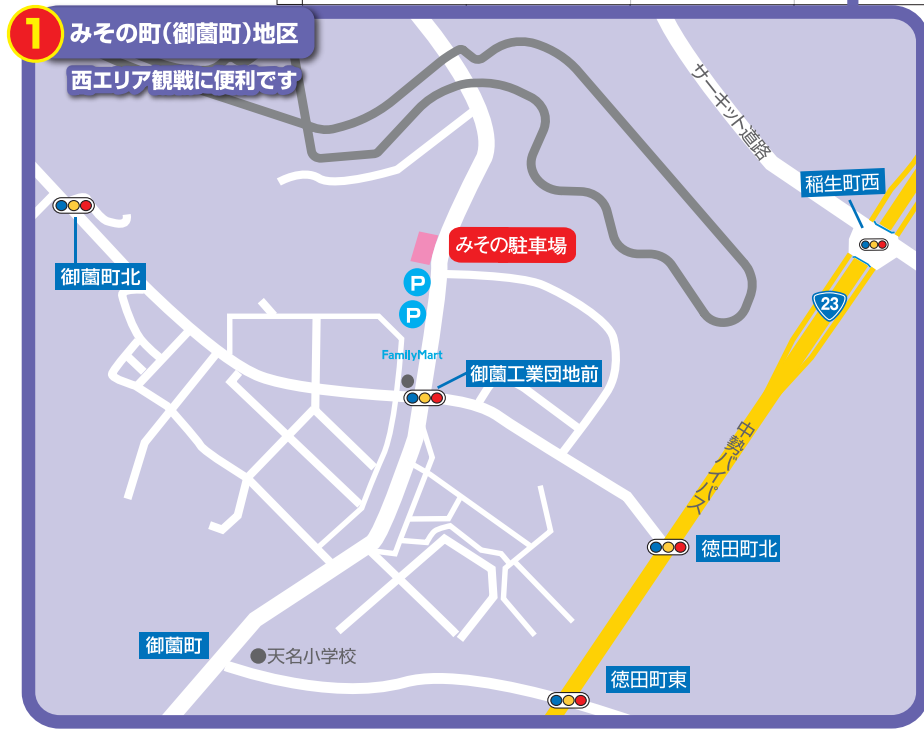 1 みその町(御薗町)地区
西エリア観戦に便利です
サーキット道路
稲生町西
みその駐車場
御薗町北
P
23
P
FamilyMart
御薗工業団地前
中勢バイパス
徳田町北
御薗町
天名小学校
徳田町東